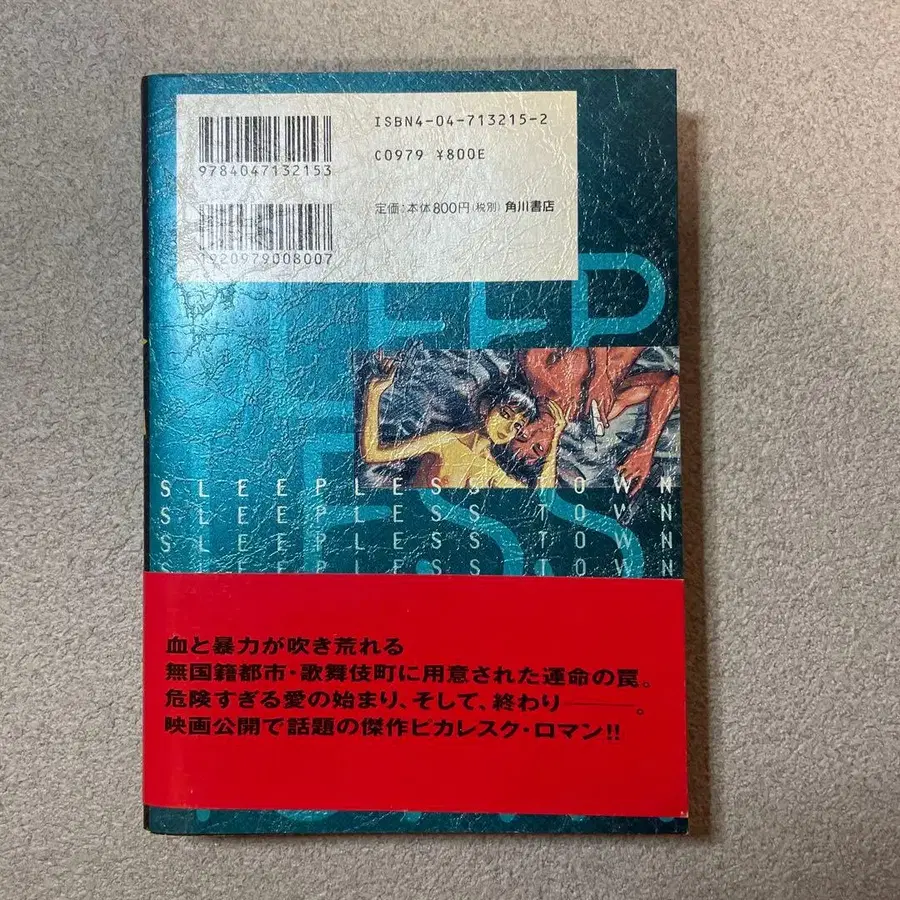 ISBN4-04-713215-2
C0979 ¥800E
9784047132153
定価:本体800円(税別) 角川書店
1920979008007
SLEEP
LESS
SLEEPLESS TOWN
SLEEPLESS TOWN
SLEEPLESS TOWN
SLEEPLESS TOWN
血と暴力が吹き荒れる
無国籍都市・歌舞伎町に用意された運命の罠。
危険すぎる愛の始まり、そして、終わり———。
映画公開で話題の傑作ピカレスク・ロマン!!